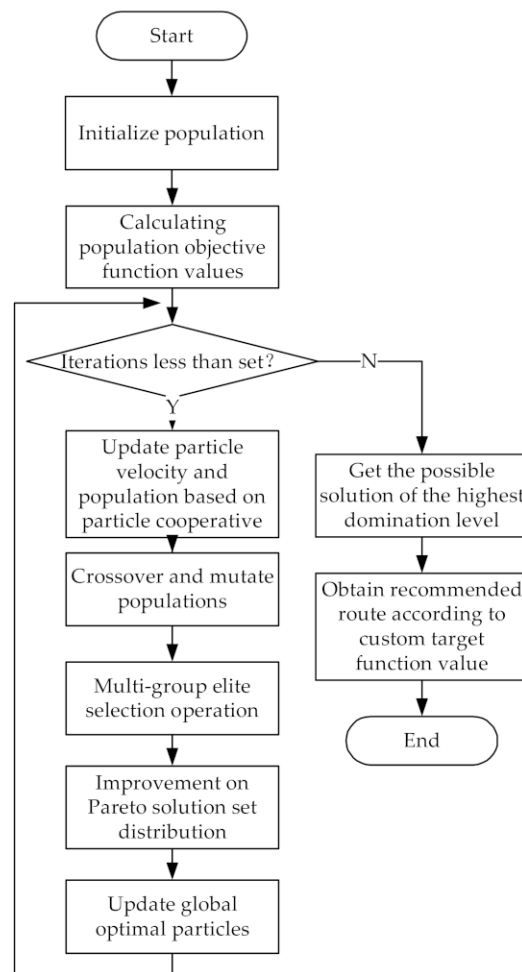 Start
Initialize population
Calculating
population objective
function values
Iterations less than set?
N
Y
Update particle
velocity and
population based on
particle cooperative
Get the possible
solution of the highest
domination level
Crossover and mutate
populations
Obtain recommended
route according to
custom target
function value
Multi-group elite
selection operation
End
Improvement on
Pareto solution set
distribution
Update global
optimal particles